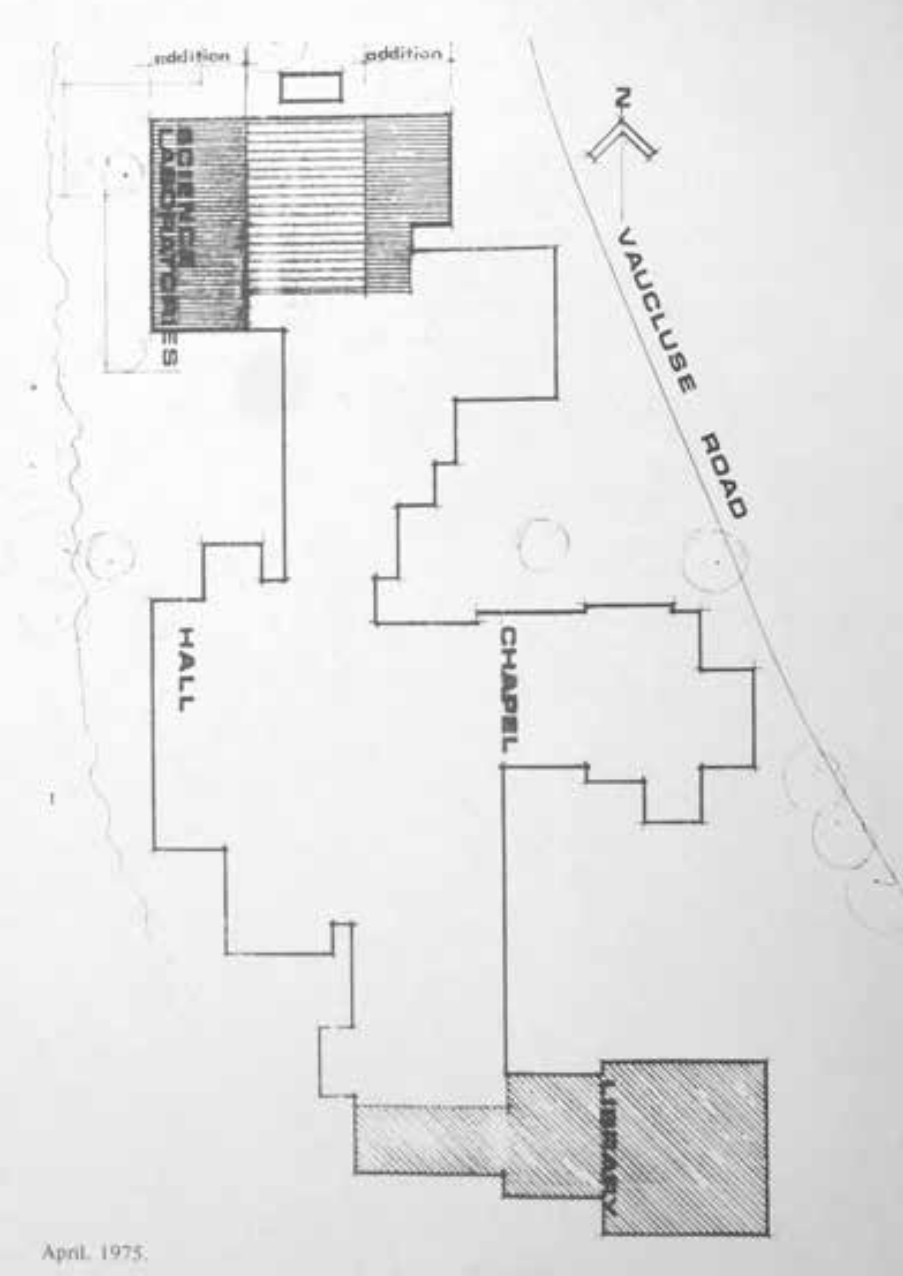 addition
addition
N
SCIENCE
LABORATORIES
VAUCLUSE ROAD
HALL
CHAPEL
LIBRARY
April, 1975.